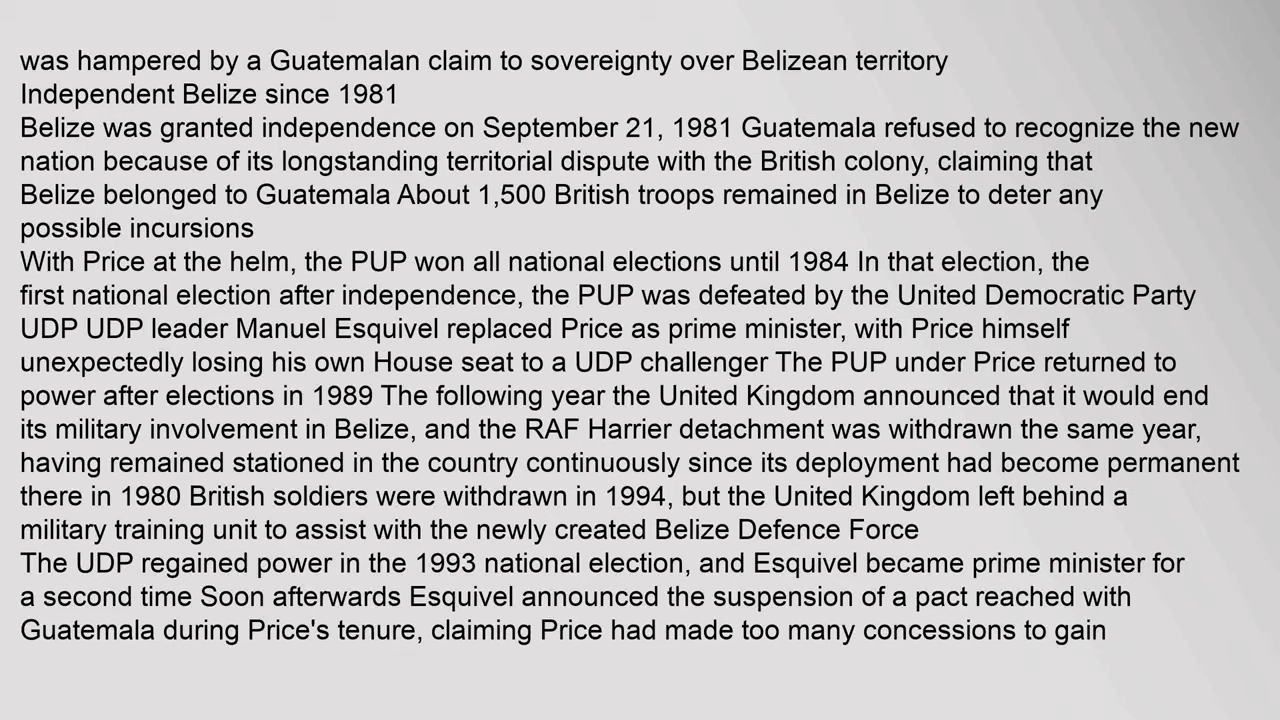 was hampered by a Guatemalan claim to sovereignty over Belizean territory
Independent Belize since 1981
Belize was granted independence on September 21, 1981 Guatemala refused to recognize the new
nation because of its longstanding territorial dispute with the British colony, claiming that
Belize belonged to Guatemala About 1,500 British troops remained in Belize to deter any
possible incursions
With Price at the helm, the PUP won all national elections until 1984 In that election, the
first national election after independence, the PUP was defeated by the United Democratic Party
UDP UDP leader Manuel Esquivel replaced Price as prime minister, with Price himself
unexpectedly losing his own House seat to a UDP challenger The PUP under Price returned to
power after elections in 1989 The following year the United Kingdom announced that it would end
its military involvement in Belize, and the RAF Harrier detachment was withdrawn the same year,
having remained stationed in the country continuously since its deployment had become permanent
there in 1980 British soldiers were withdrawn in 1994, but the United Kingdom left behind a
military training unit to assist with the newly created Belize Defence Force
The UDP regained power in the 1993 national election, and Esquivel became prime minister for
a second time Soon afterwards Esquivel announced the suspension of a pact reached with
Guatemala during Price's tenure, claiming Price had made too many concessions to gain